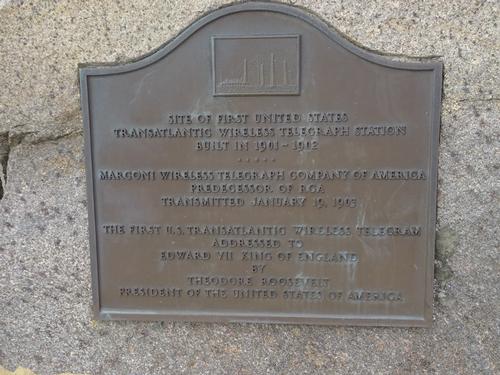 SITE OF FIRST UNITED STATES
TRANSATLANTIC WIRELESS TELEGRAPH STATION
BUILT IN 1901 - 1902
MARCONI WIRELESS TELEGRAPH COMPANY OF AMERICA
PREDECESSOR OF RCA
TRANSMITTED JANUARY 19, 1903
THE FIRST U.S. TRANSATLANTIC WIRELESS TELEGRAM
ADDRESSED TO
EDWARD VII KING OF ENGLAND
BY
THEODORE ROOSEVELT
PRESIDENT OF THE UNITED STATES OF AMERICA